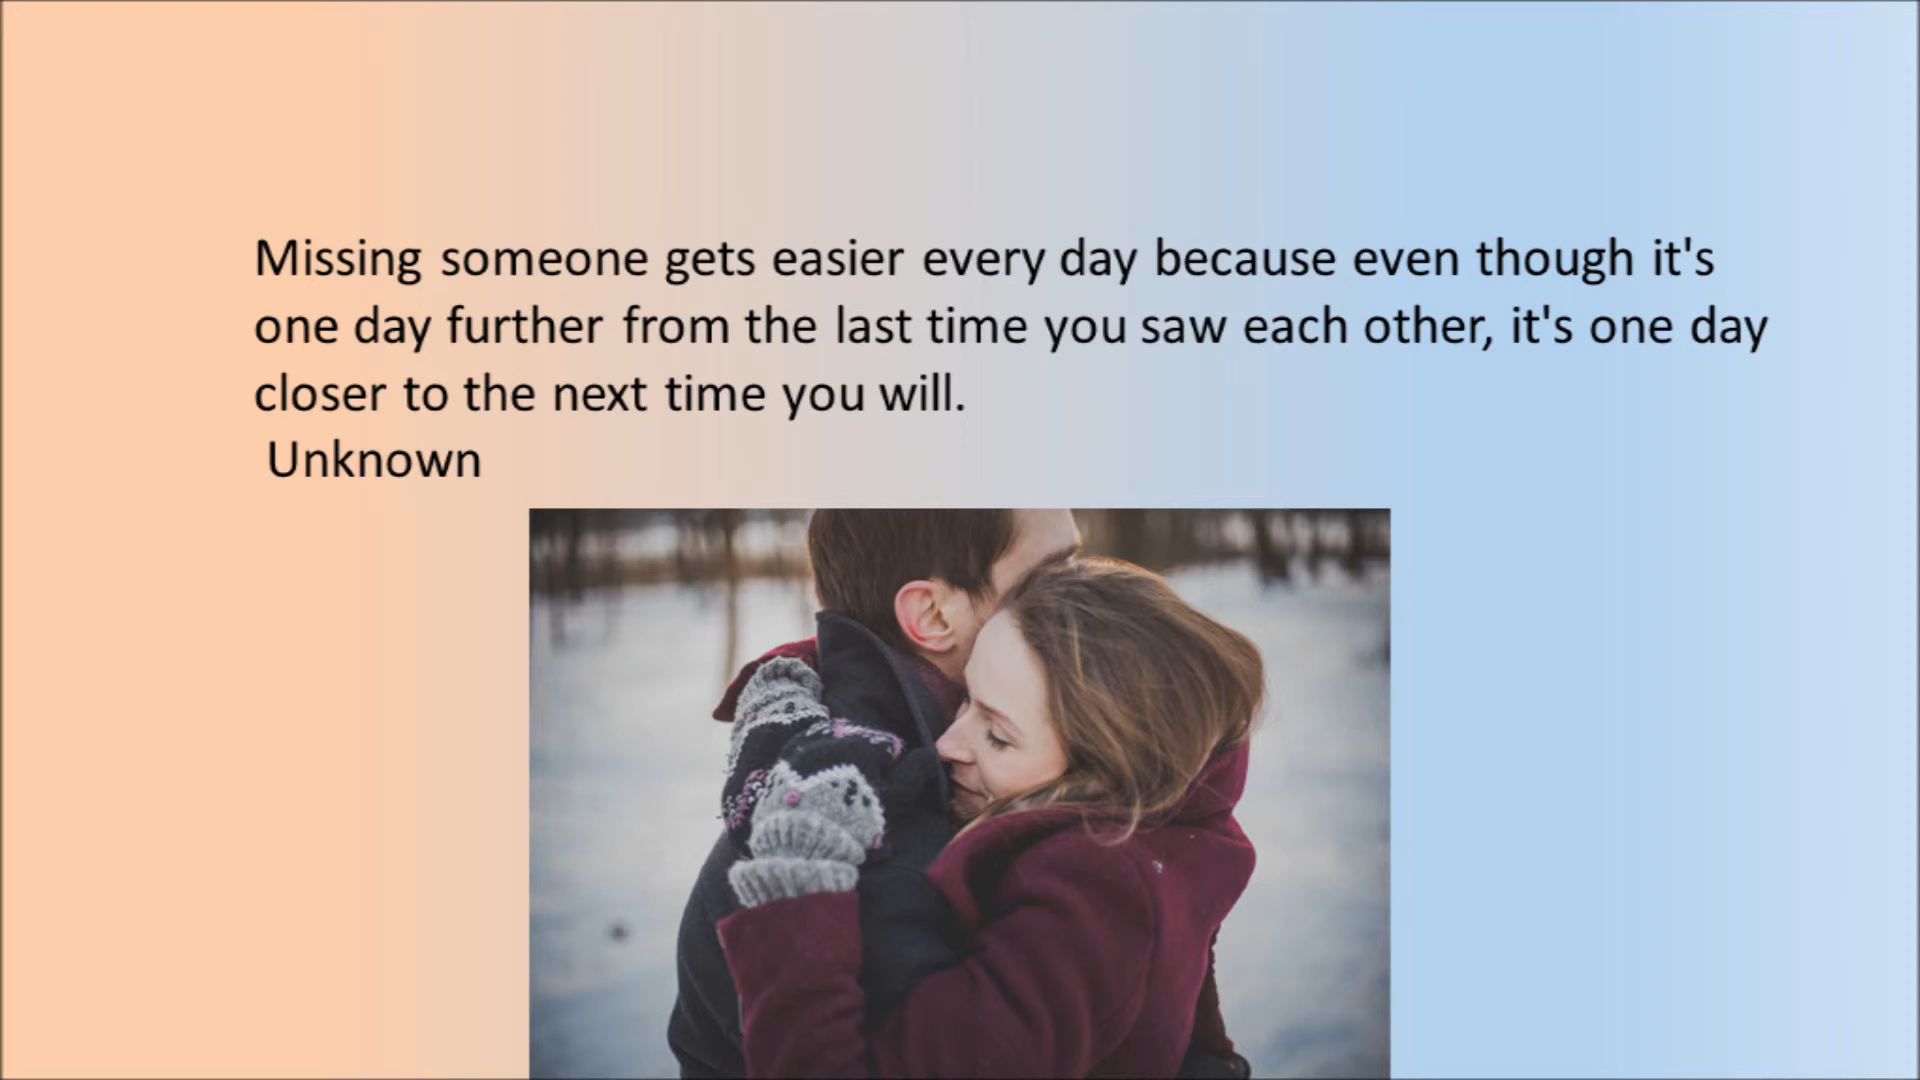 Missing someone gets easier every day because even though it's
one day further from the last time you saw each other, it's one day
closer to the next time you will.
Unknown